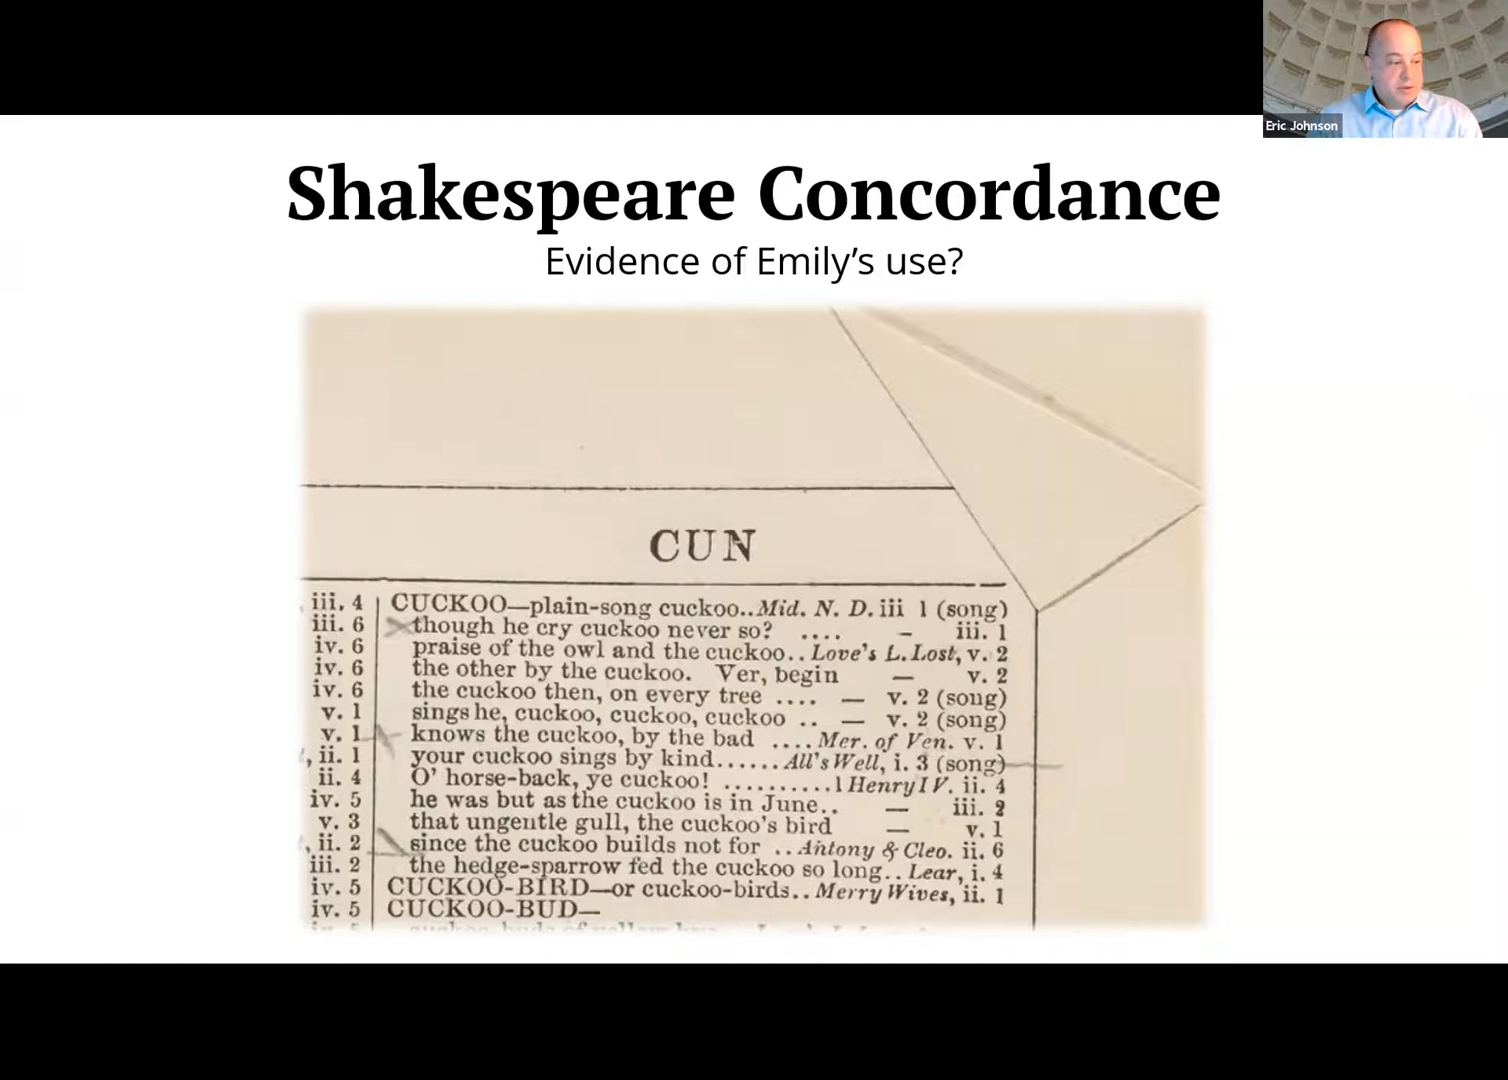 Eric Johnson
Shakespeare Concordance
Evidence of Emily’s use?
CUN
iii. 4
iii. 6
iv. 6
iv. 6
iv. 6
v. 1
v. 1
, ii. 1
ii. 4
iv. 5
v. 3
, ii. 2
iii. 2
iv. 5
iv. 5
CUCKOO—plain-song cuckoo..Mid. N. D. iii 1 (song)
though he cry cuckoo never so? .... – iii. 1
praise of the owl and the cuckoo.. Love's L. Lost, v. 2
the other by the cuckoo. Ver, begin — v. 2
the cuckoo then, on every tree .... — v. 2 (song)
sings he, cuckoo, cuckoo, cuckoo .. — v. 2 (song)
knows the cuckoo, by the bad ....Mer. of Ven. v. 1
your cuckoo sings by kind......All's Well, i. 3 (song)
O' horse-back, ye cuckoo! ..........1 Henry IV. ii. 4
he was but as the cuckoo is in June.. — iii. 2
that ungentle gull, the cuckoo's bird — v. 1
since the cuckoo builds not for ..Antony & Cleo. ii. 6
the hedge-sparrow fed the cuckoo so long.. Lear, i. 4
CUCKOO-BIRD—or cuckoo-birds.. Merry Wives, ii. 1
CUCKOO-BUD—